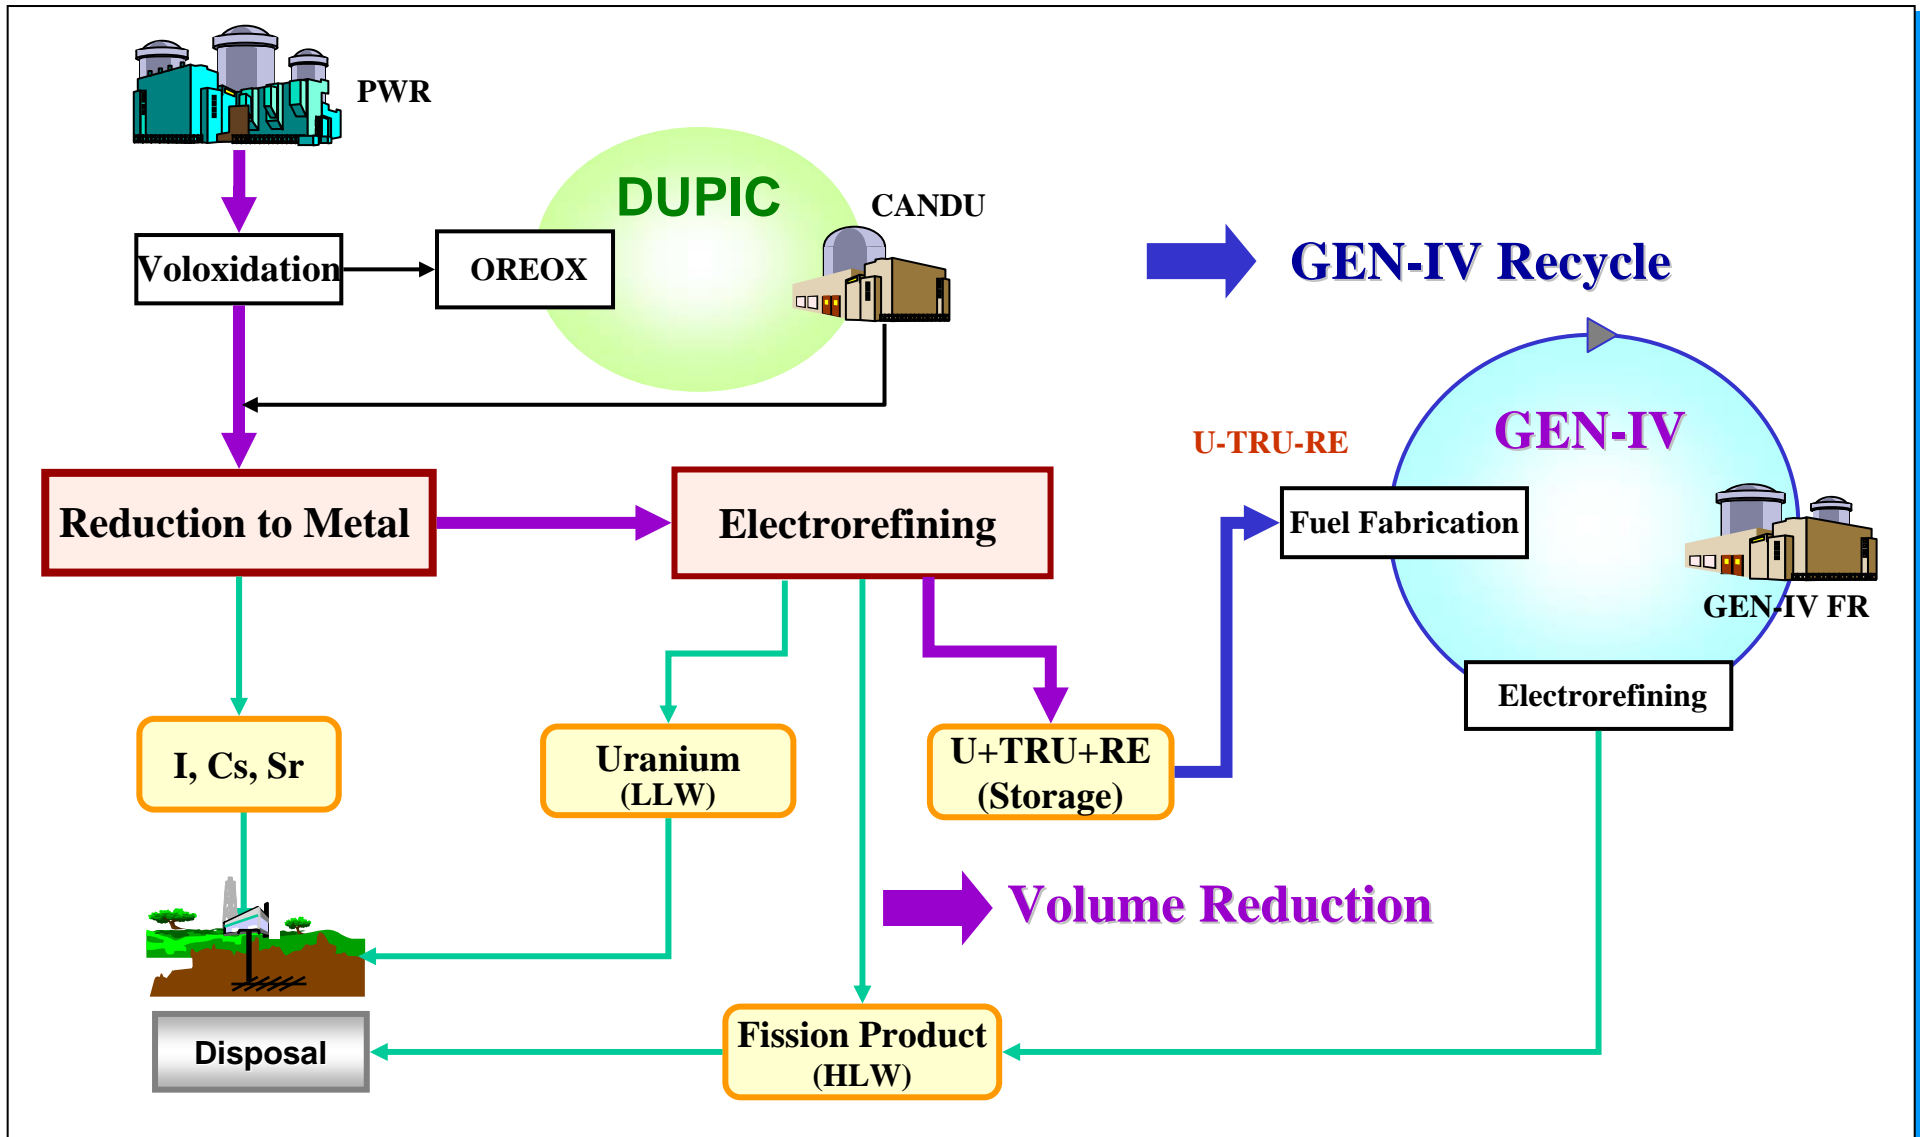 PWR
DUPIC
CANDU
Voloxidation
OREOX
GEN-IV Recycle
GEN-IV
U-TRU-RE
Reduction to Metal
Electrorefining
Fuel Fabrication
GEN-IV FR
Electrorefining
I, Cs, Sr
Uranium
(LLW)
U+TRU+RE
(Storage)
Volume Reduction
Disposal
Fission Product
(HLW)